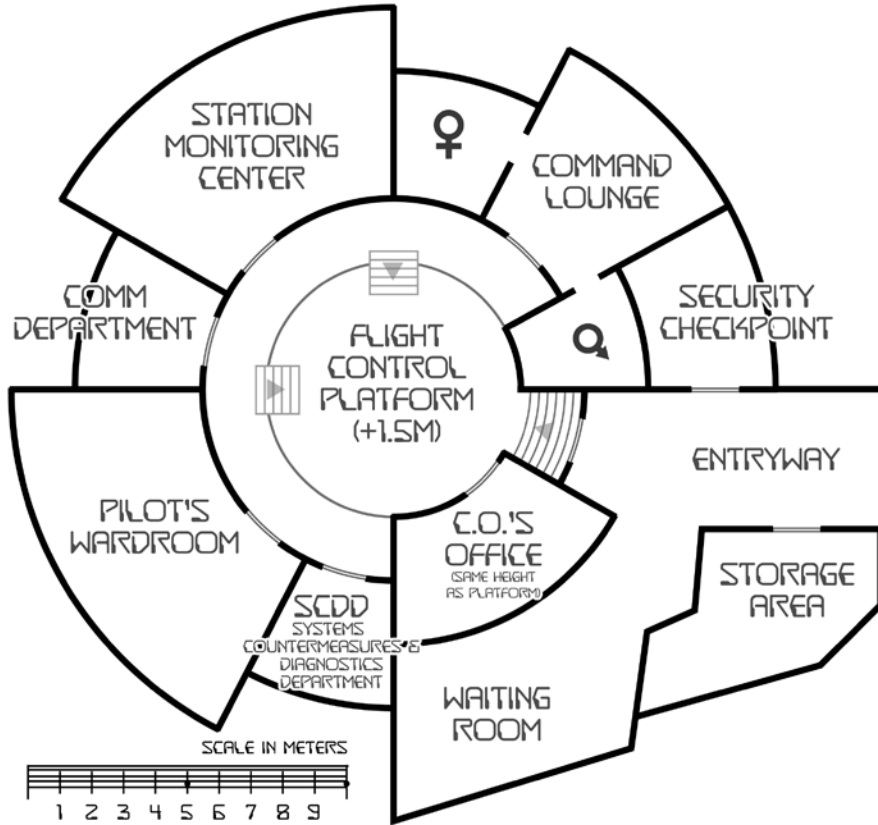 STATION
MONITORING
CENTER
♀
COMMAND
LOUNGE
COMM
DEPARTMENT
SECURITY
CHECKPOINT
FLIGHT
CONTROL
PLATFORM
(+1.5M)
♂
ENTRYWAY
PILOT'S
WARDROOM
C.O.'S
OFFICE
(SAME HEIGHT
AS PLATFORM)
STORAGE
AREA
SCDD
SYSTEMS
COUNTERMEASURES &
DIAGNOSTICS
DEPARTMENT
WAITING
ROOM
SCALE IN METERS
1 2 3 4 5 6 7 8 9